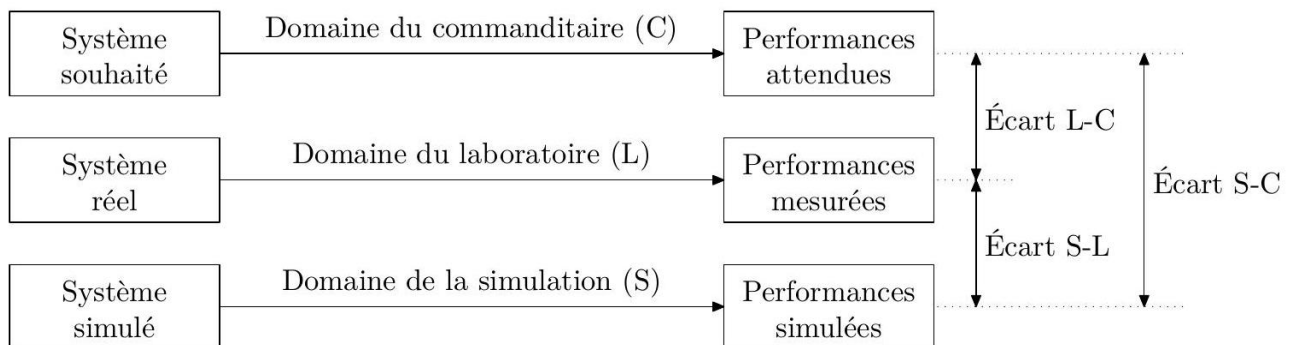 Système
souhaité
Domaine du commanditaire (C)
Performances
attendues
Écart L-C
Système
réel
Domaine du laboratoire (L)
Performances
mesurées
Écart S-C
Écart S-L
Système
simulé
Domaine de la simulation (S)
Performances
simulées